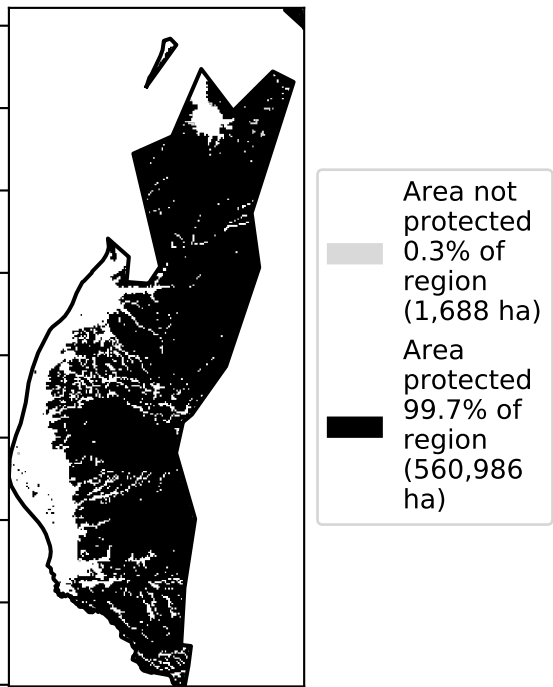 Area not
protected
0.3% of
region
(1,688 ha)
Area
protected
99.7% of
region
(560,986
ha)